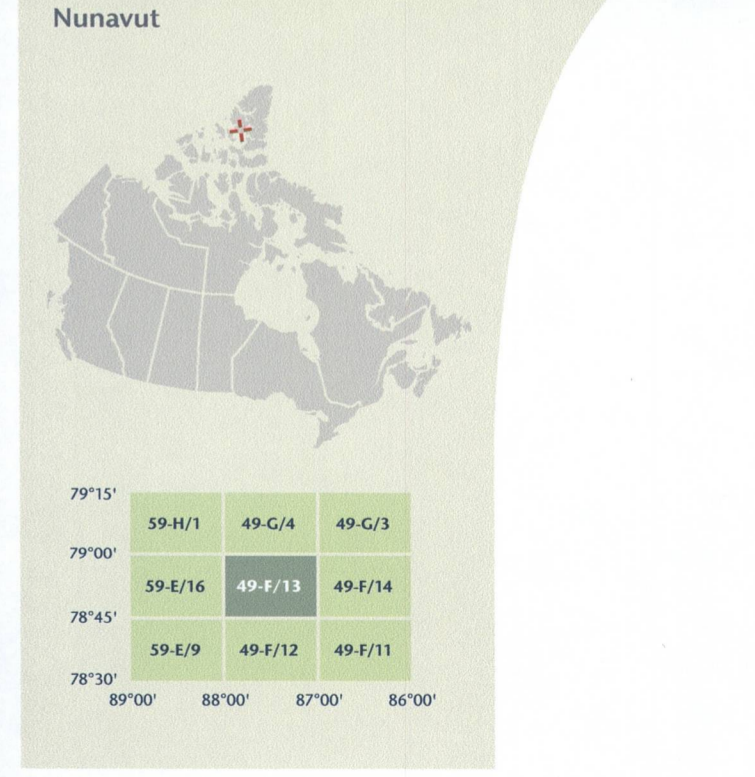 Nunavut
79°15'
59-H/1 49-G/4 49-G/3
79°00'
59-E/16 49-F/13 49-F/14
78°45'
59-E/9 49-F/12 49-F/11
78°30'
89°00' 88°00' 87°00' 86°00'